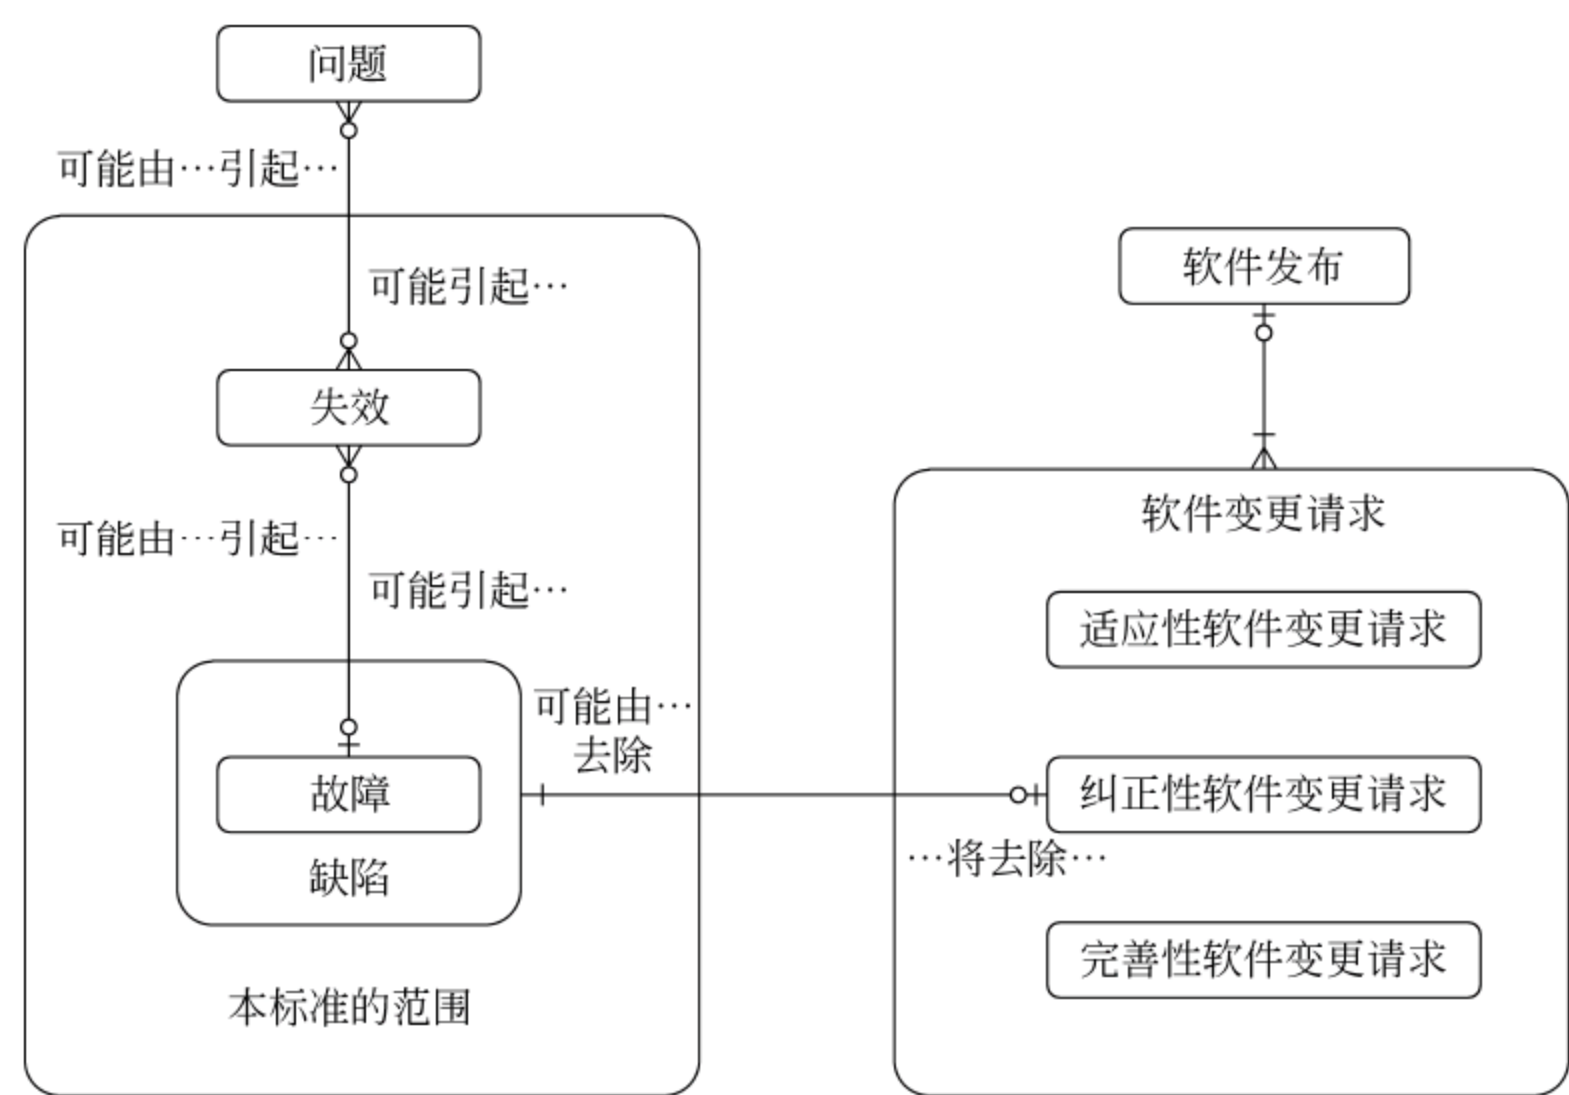 问题
可能由…引起…
可能引起…
失效
可能由…引起…
可能引起…
故障
缺陷
本标准的范围
可能由…
去除
…将去除…
软件发布
软件变更请求
适应性软件变更请求
纠正性软件变更请求
完善性软件变更请求